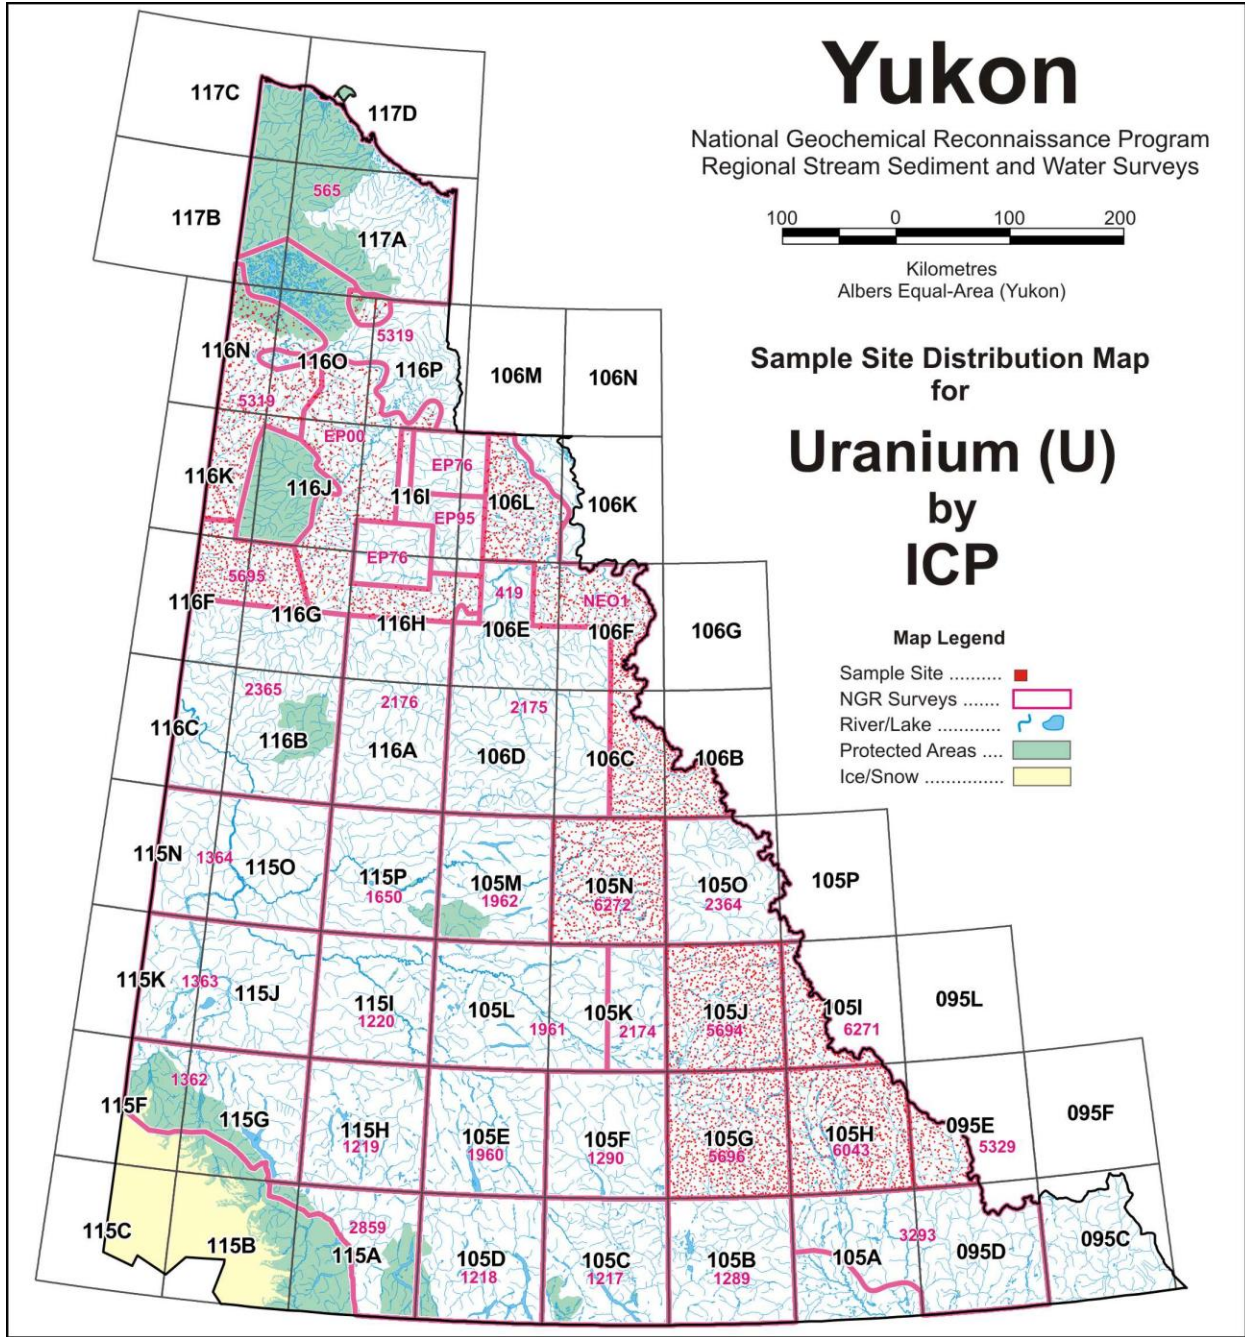 Yukon
National Geochemical Reconnaissance Program
Regional Stream Sediment and Water Surveys
100 0 100 200
Kilometres
Albers Equal-Area (Yukon)
Sample Site Distribution Map
for
Uranium (U)
by
ICP
Map Legend
Sample Site ..........
NGR Surveys .......
River/Lake ............
Protected Areas ....
Ice/Snow ...............
117C
117D
565
117B
117A
5319
116N
116O
116P
106M
106N
5319
EP00
EP76
116K
116J
116I
106L
106K
EP95
EP76
5695
419
NEO1
116F
116G
116H
106E
106F
106G
2365
2176
2175
116C
116B
116A
106D
106C
106B
115N
1364
115O
115P
1650
105M
1962
105N
6272
105O
2364
105P
115K
1363
115J
115I
1220
105L
1961
105K
2174
105J
5694
105I
6271
095L
1362
115F
115G
115H
1219
105E
1960
105F
1290
105G
5696
105H
6043
095E
5329
095F
115C
115B
2859
115A
105D
1218
105C
1217
105B
1289
105A
3293
095D
095C